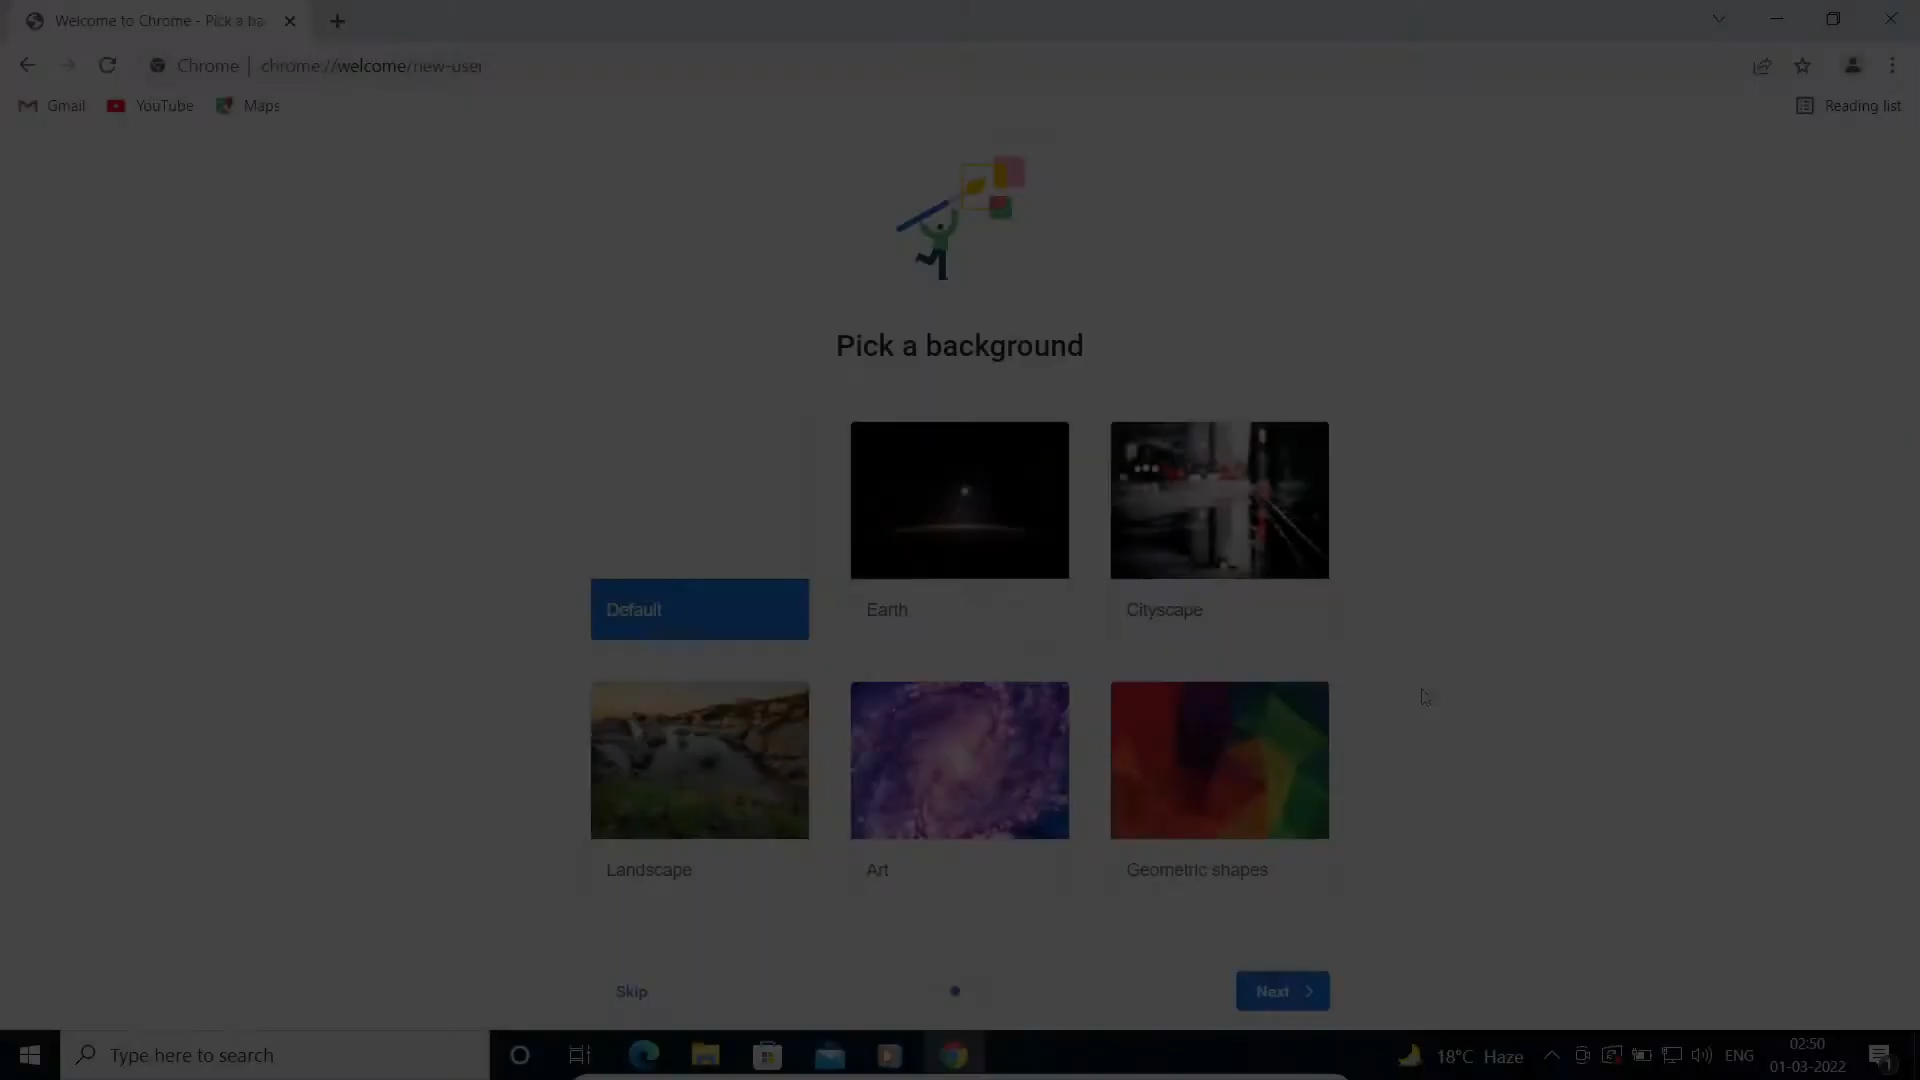 Welcome to Chrome - Pick a ba
Chrome | chrome://welcome/new-user
Gmail YouTube Maps Reading list
Pick a background
Default Earth Cityscape
Landscape Art Geometric shapes
Skip Next
Type here to search 18°C Haze ENG 02:50
01-03-2022
1